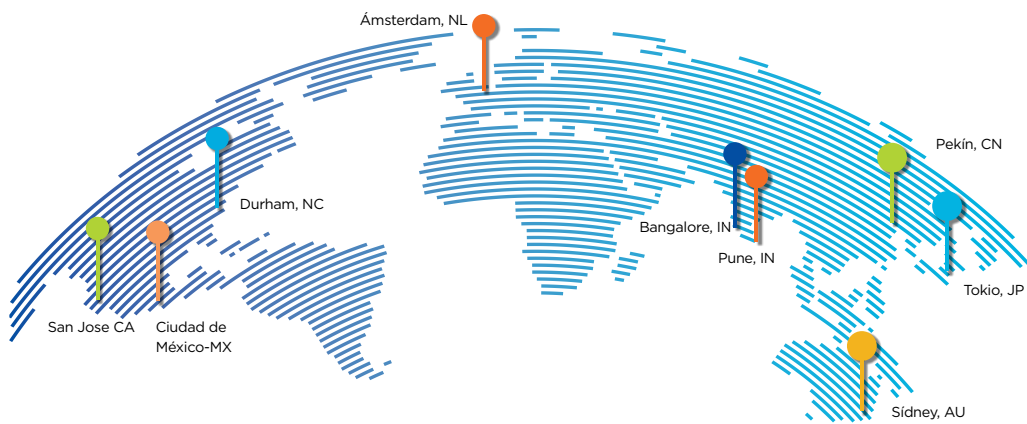 Ámsterdam, NL
Pekín, CN
Durham, NC
Bangalore, IN
Pune, IN
Tokio, JP
San Jose CA
Ciudad de
México-MX
Sídney, AU